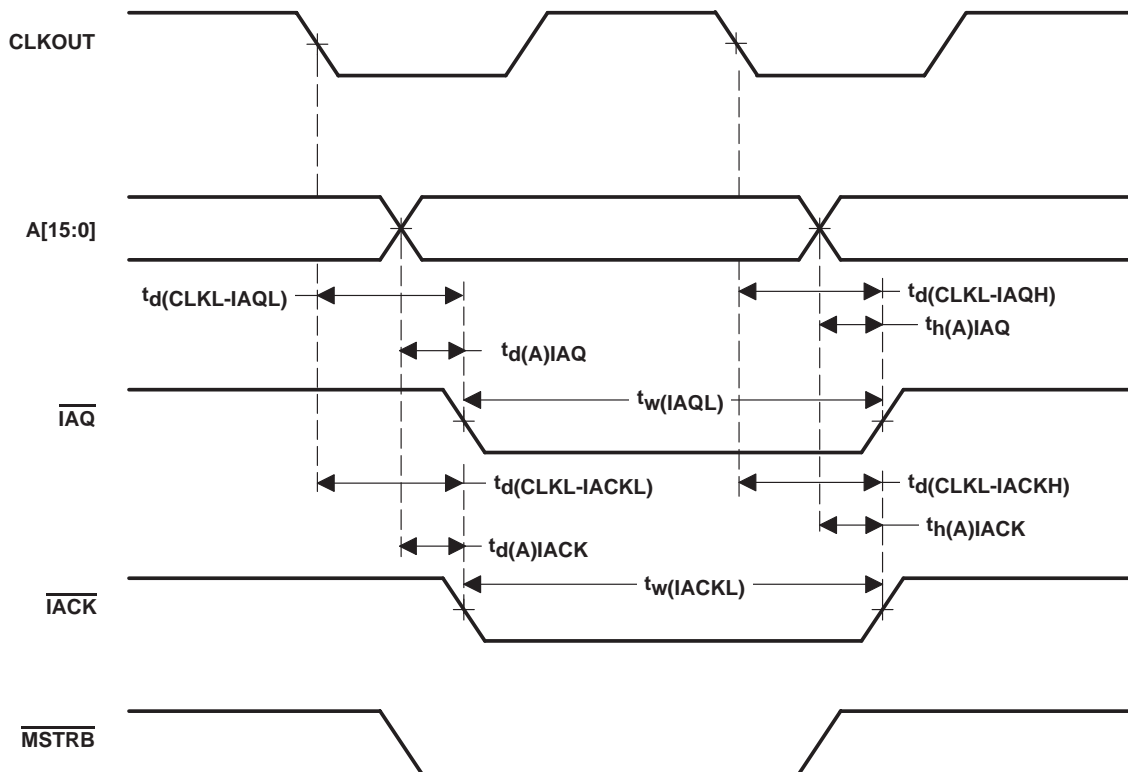 CLKOUT
A[15:0]
td(CLKL-IAQL)
td(CLKL-IAQH)
th(A)IAQ
td(A)IAQ
tw(IAQL)
IAQ
td(CLKL-IACKL)
td(CLKL-IACKH)
th(A)IACK
td(A)IACK
tw(IACKL)
IACK
MSTRB